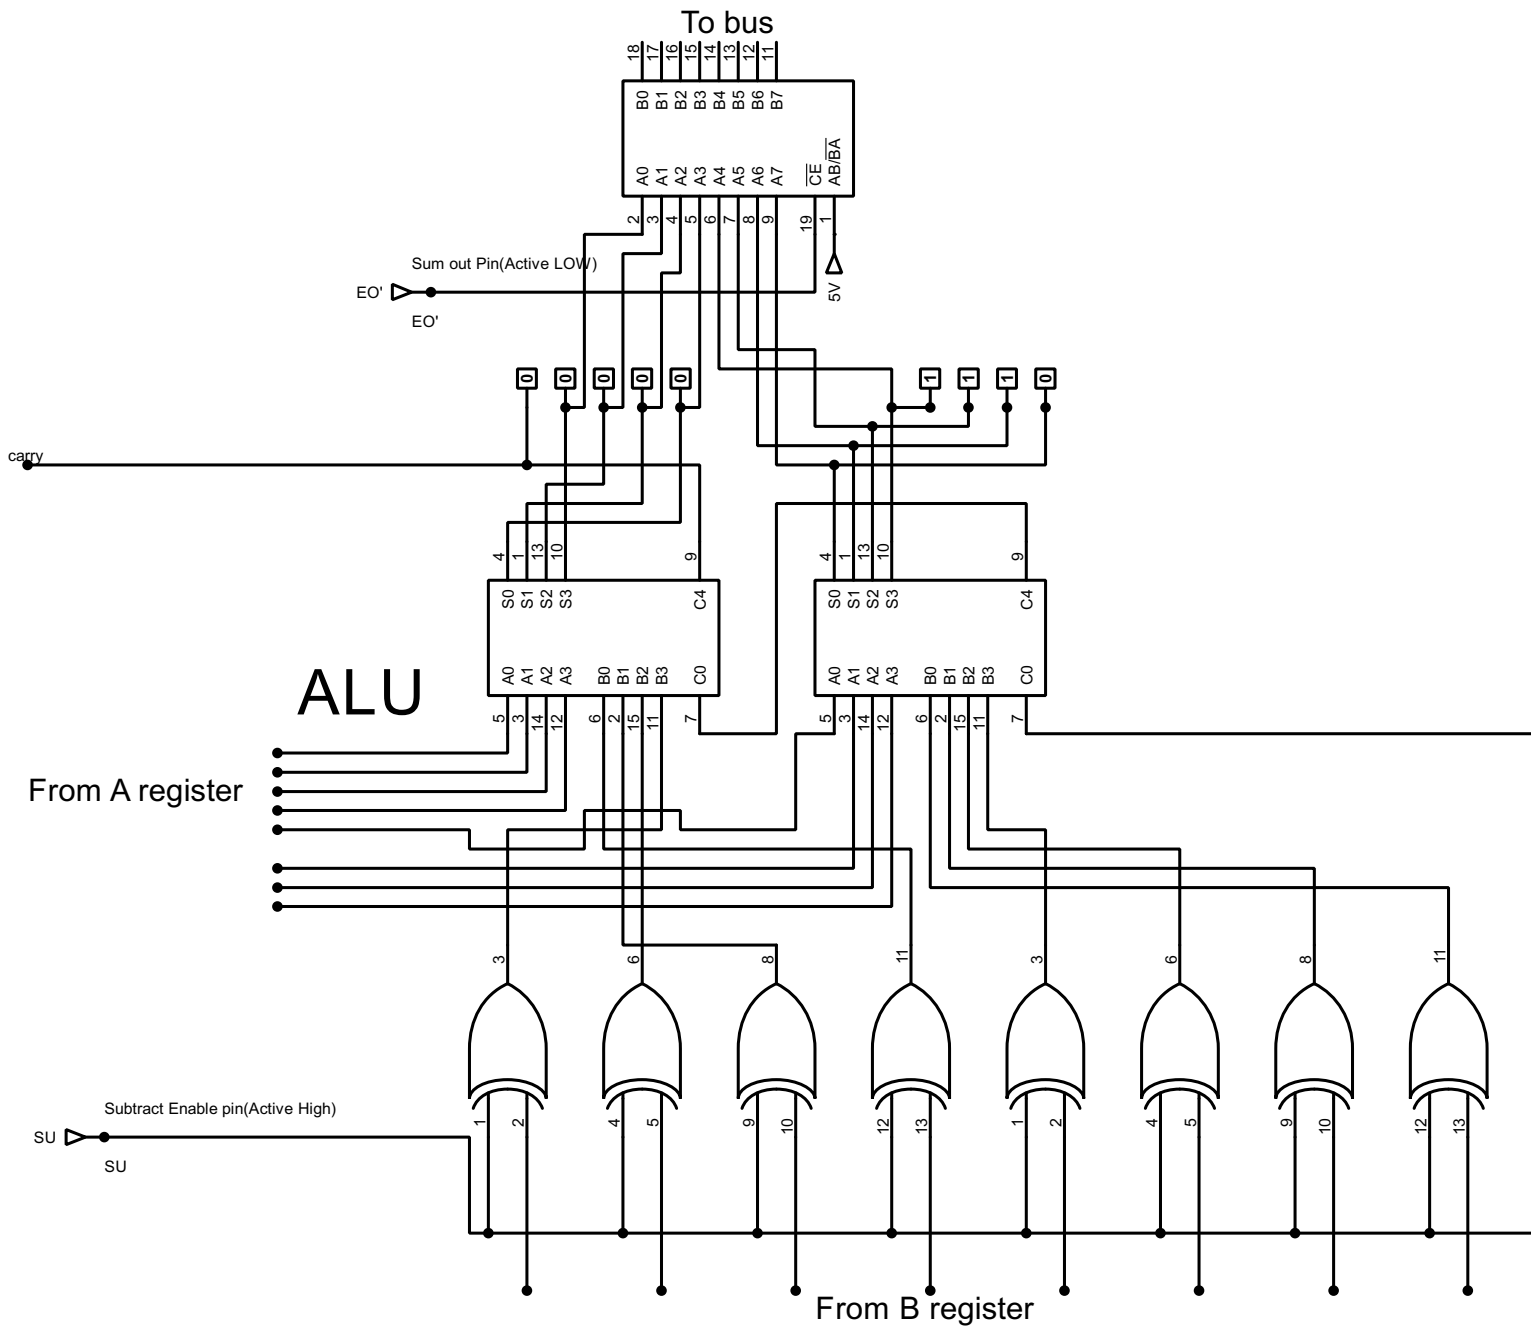 To bus
18 17 16 15 14 13 12 11
B0 B1 B2 B3 B4 B5 B6 B7
A0 A1 A2 A3 A4 A5 A6 A7 CE AB/BA
2 3 4 5 6 7 8 9 19 1
Sum out Pin(Active LOW)
EO'
EO'
5V
0 0 0 0 0 1 1 1 0
carry
4 1 13 10 9 4 1 13 10 9
S0 S1 S2 S3 C4 S0 S1 S2 S3 C4
A0 A1 A2 A3 B0 B1 B2 B3 C0 A0 A1 A2 A3 B0 B1 B2 B3 C0
ALU
5 3 14 12 6 2 15 11 7 5 3 14 12 6 2 15 11 7
From A register
3 6 8 11 3 6 8 11
Subtract Enable pin(Active High)
1 2 4 5 9 10 12 13 1 2 4 5 9 10 12 13
SU
SU
From B register